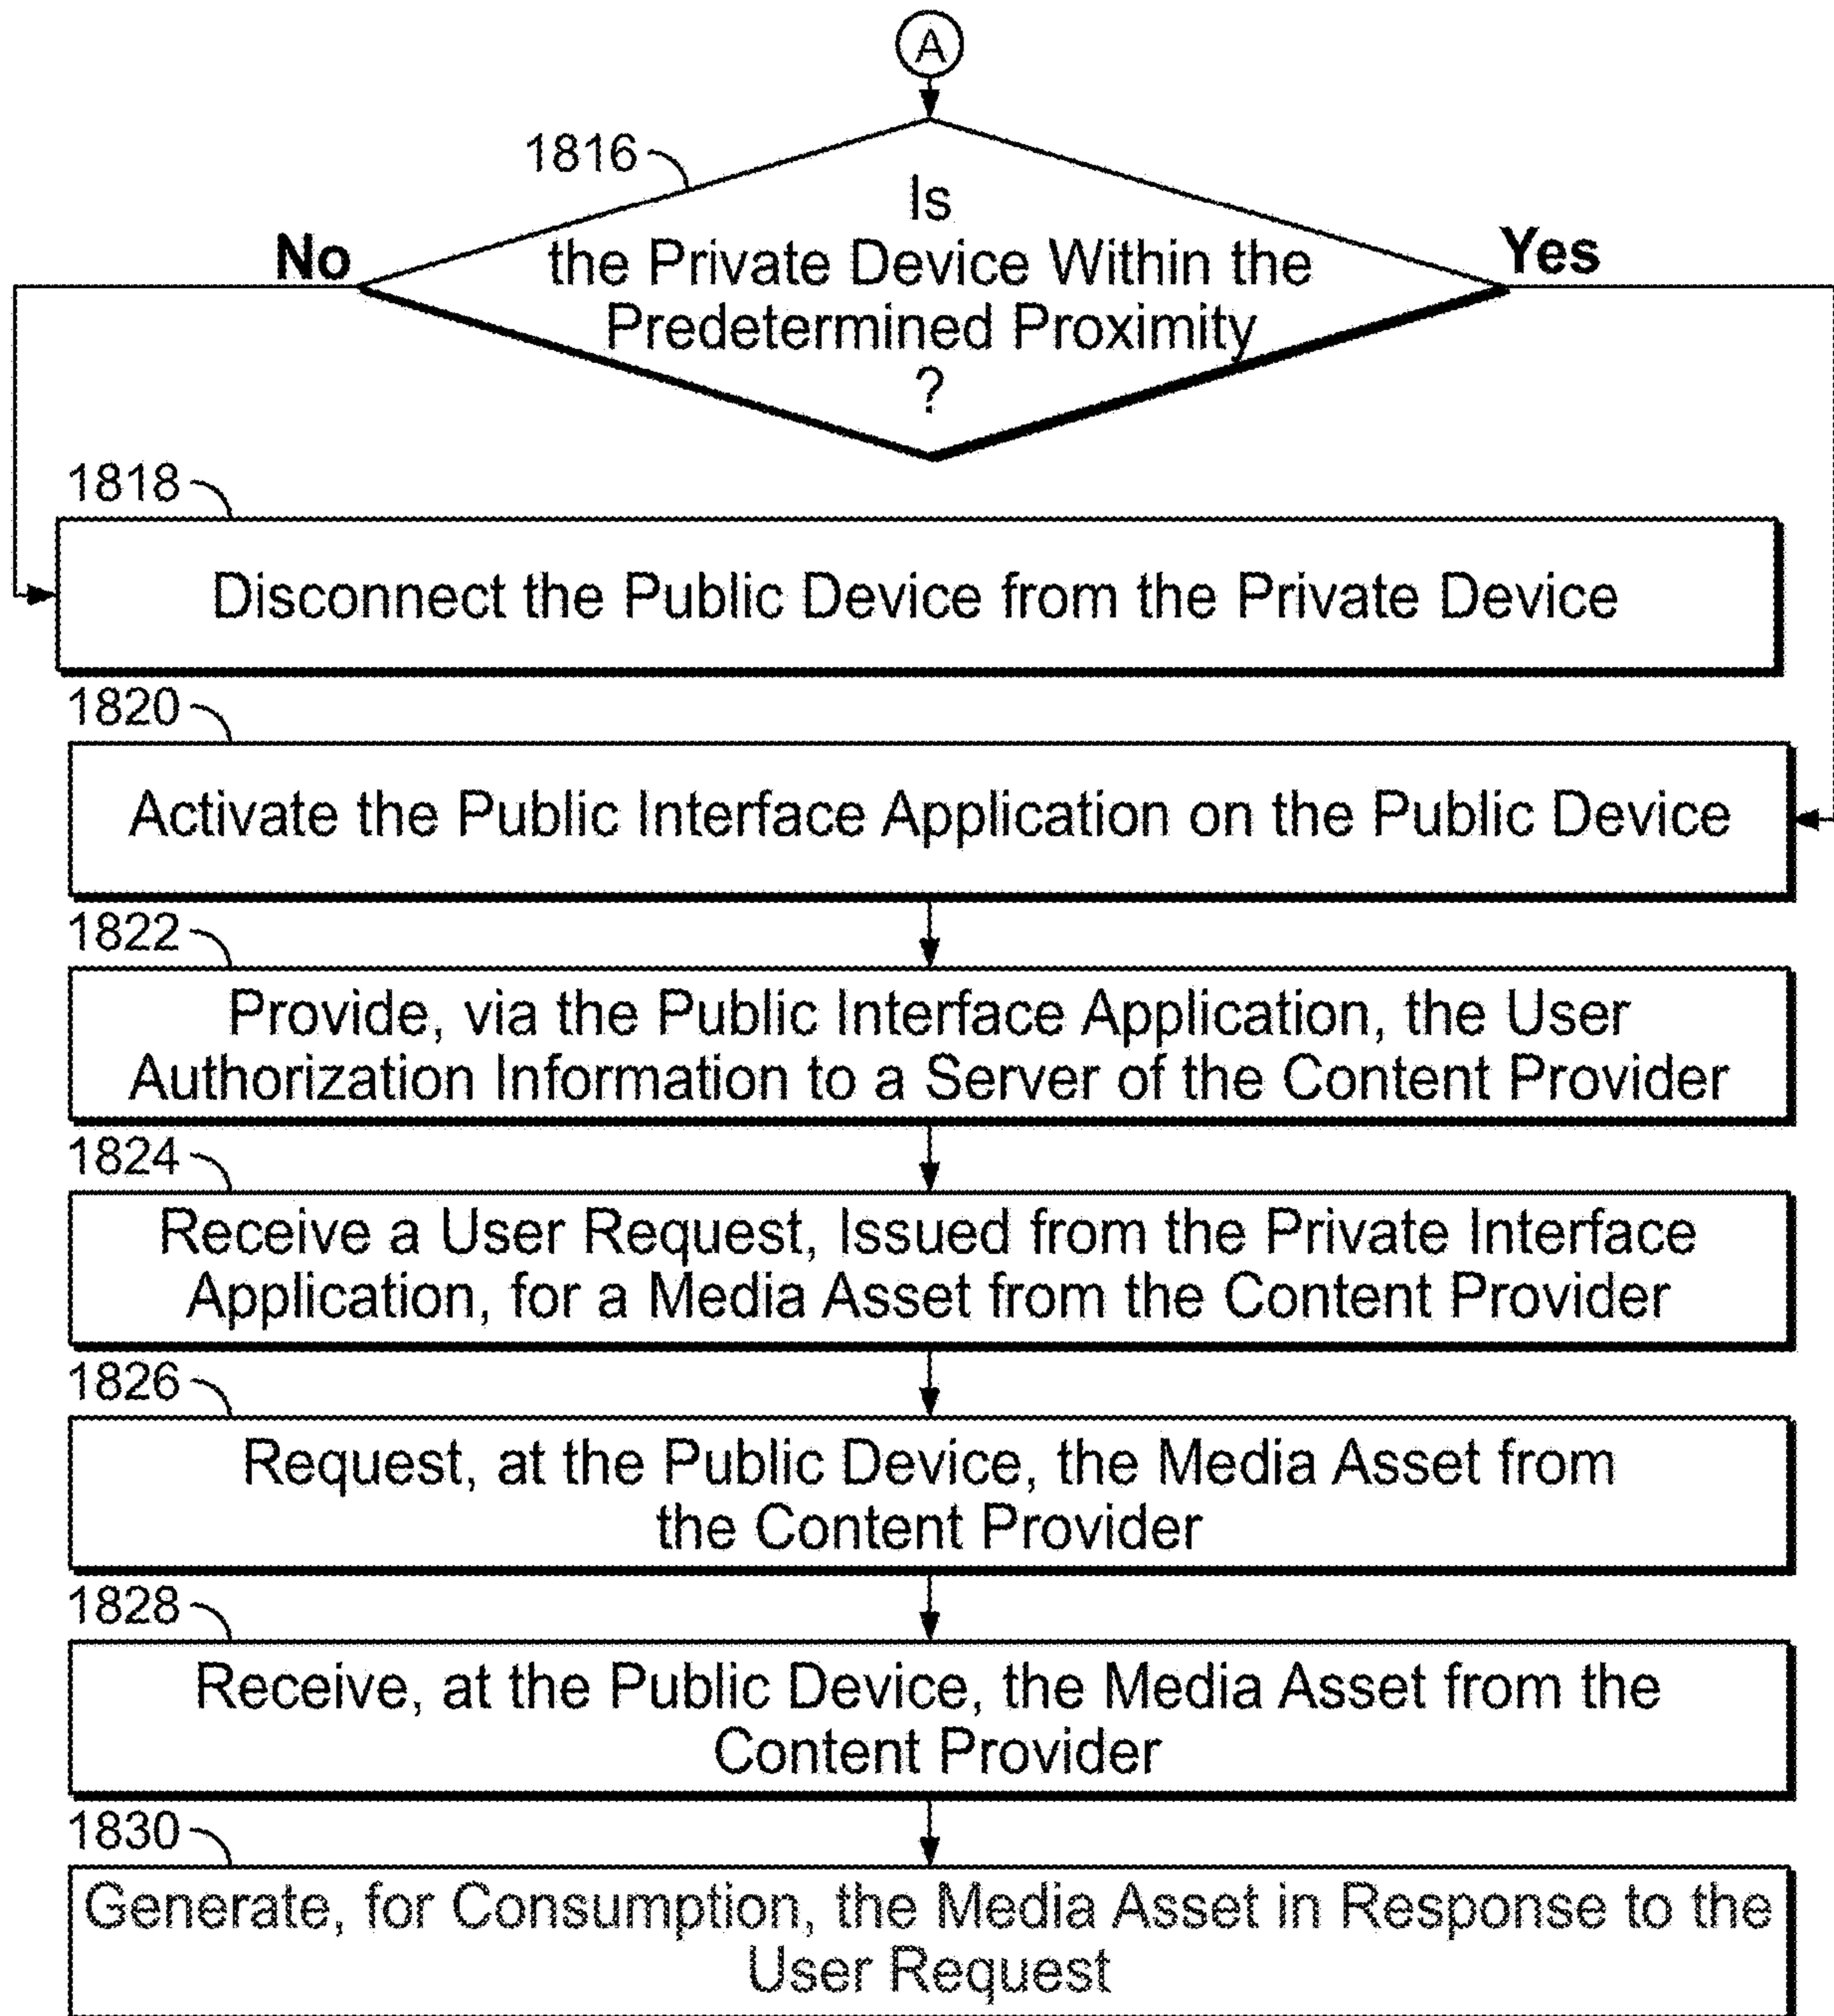 A
1816
Is
the Private Device Within the
Predetermined Proximity
?
No
Yes
1818
Disconnect the Public Device from the Private Device
1820
Activate the Public Interface Application on the Public Device
1822
Provide, via the Public Interface Application, the User
Authorization Information to a Server of the Content Provider
1824
Receive a User Request, Issued from the Private Interface
Application, for a Media Asset from the Content Provider
1826
Request, at the Public Device, the Media Asset from
the Content Provider
1828
Receive, at the Public Device, the Media Asset from the
Content Provider
1830
Generate, for Consumption, the Media Asset in Response to the
User Request